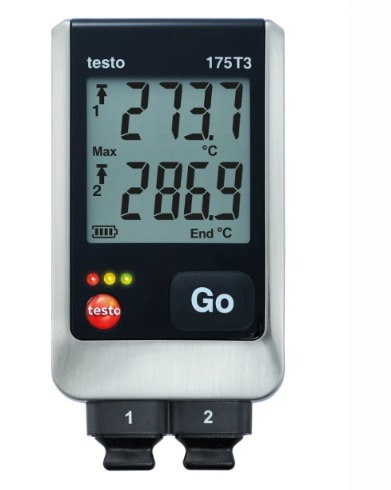 testo 175T3
1 273.7
Max °C
2 286.9
End °C
Go
testo
1 2